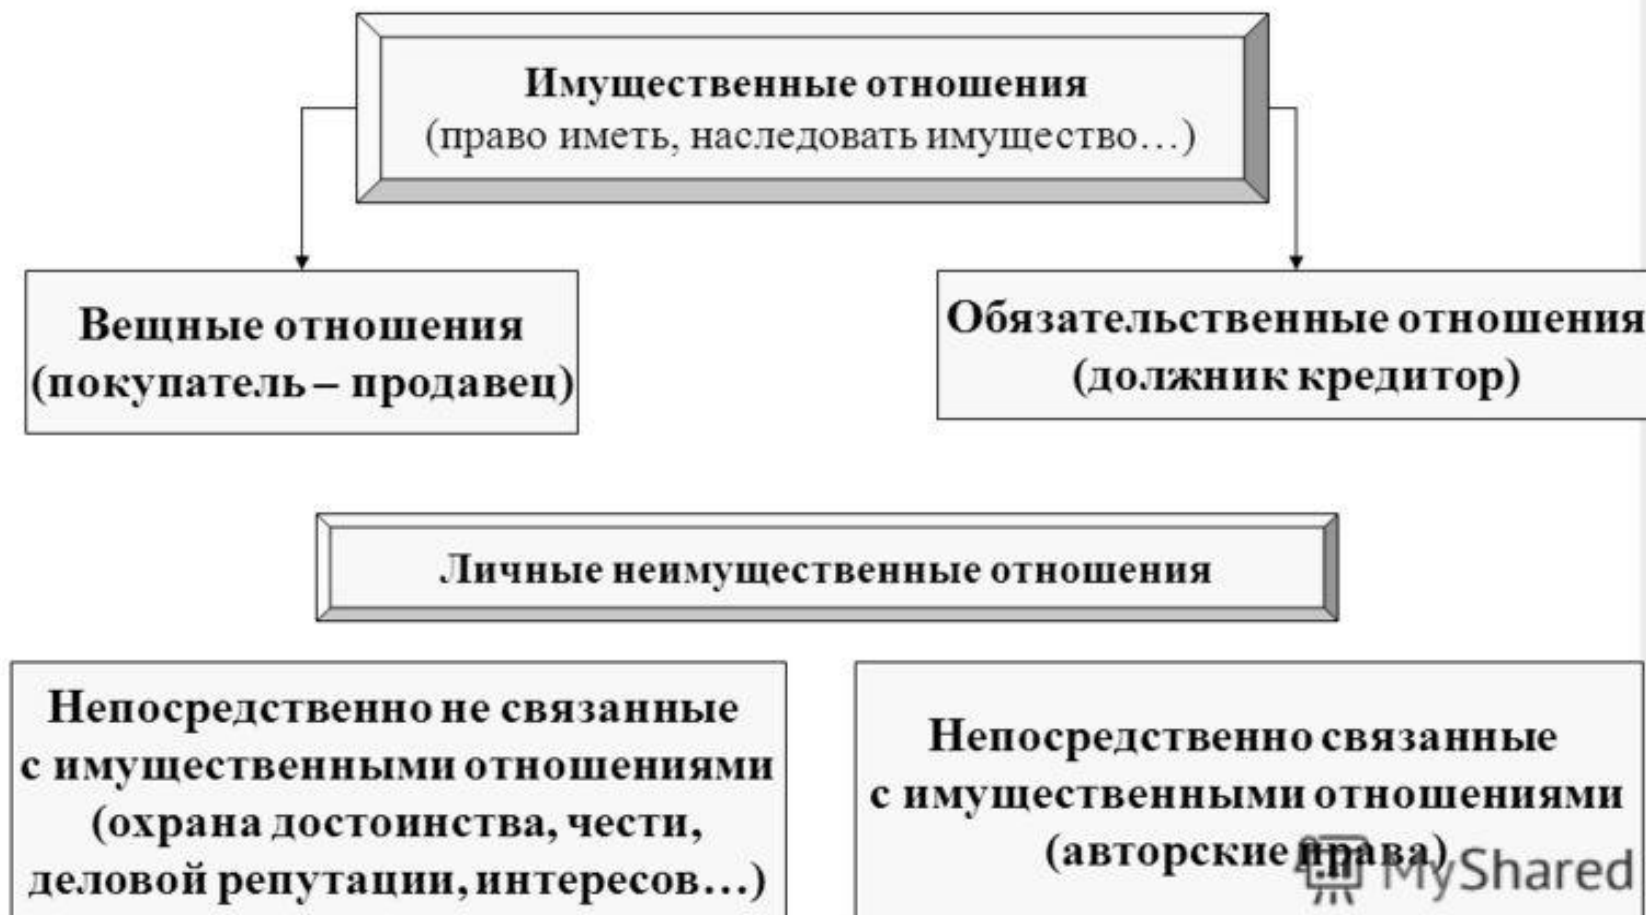 Имущественные отношения
(право иметь, наследовать имущество…)
Вещные отношения
(покупатель – продавец)
Обязательственные отношения
(должник кредитор)
Личные неимущественные отношения
Непосредственно не связанные
с имущественными отношениями
(охрана достоинства, чести,
деловой репутации, интересов…)
Непосредственно связанные
с имущественными отношениями
(авторские права)
MyShared